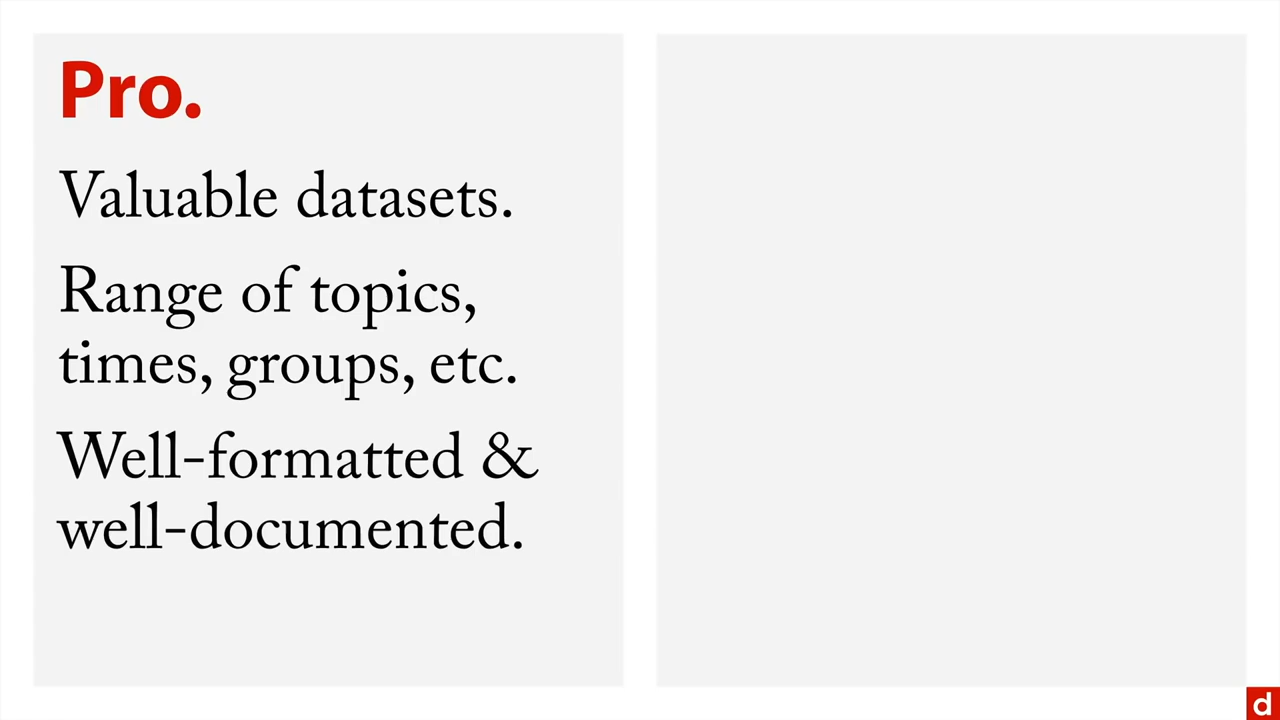 Pro.
Valuable datasets.
Range of topics,
times, groups, etc.
Well-formatted &
well-documented.
d